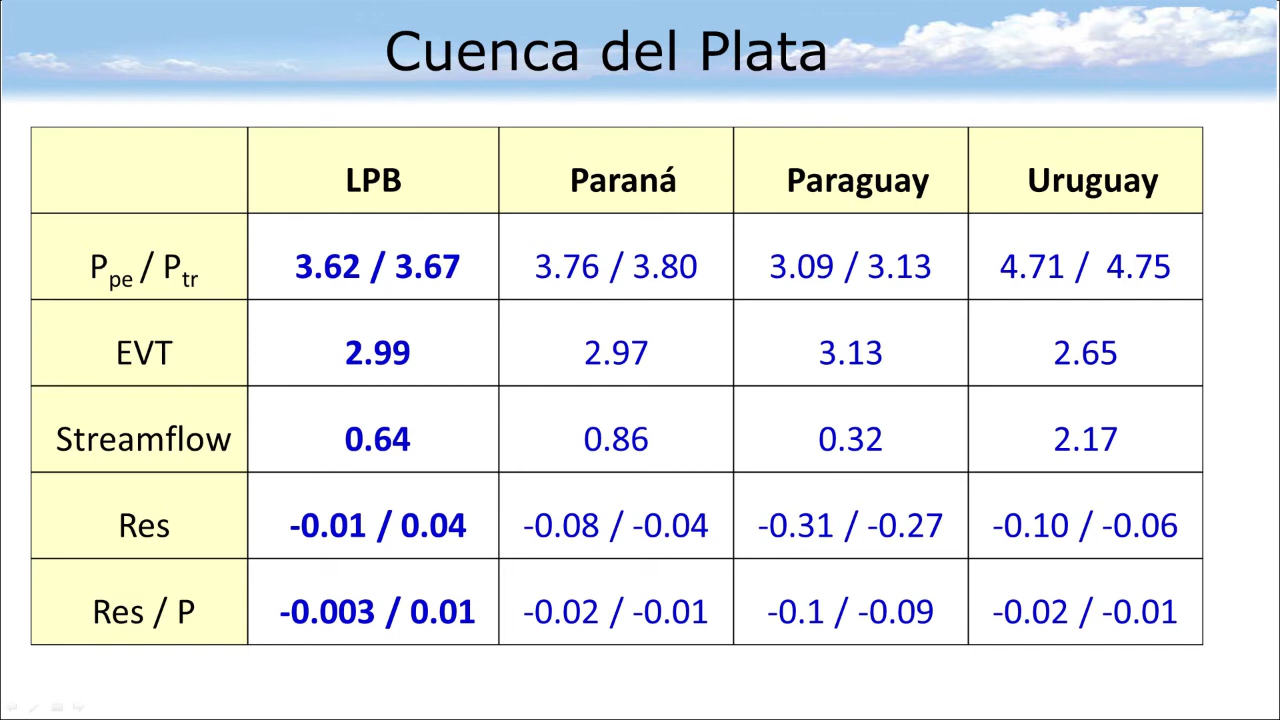 Cuenca del Plata
LPB Paraná Paraguay Uruguay
Ppe / Ptr 3.62 / 3.67 3.76 / 3.80 3.09 / 3.13 4.71 / 4.75
EVT 2.99 2.97 3.13 2.65
Streamflow 0.64 0.86 0.32 2.17
Res -0.01 / 0.04 -0.08 / -0.04 -0.31 / -0.27 -0.10 / -0.06
Res / P -0.003 / 0.01 -0.02 / -0.01 -0.1 / -0.09 -0.02 / -0.01